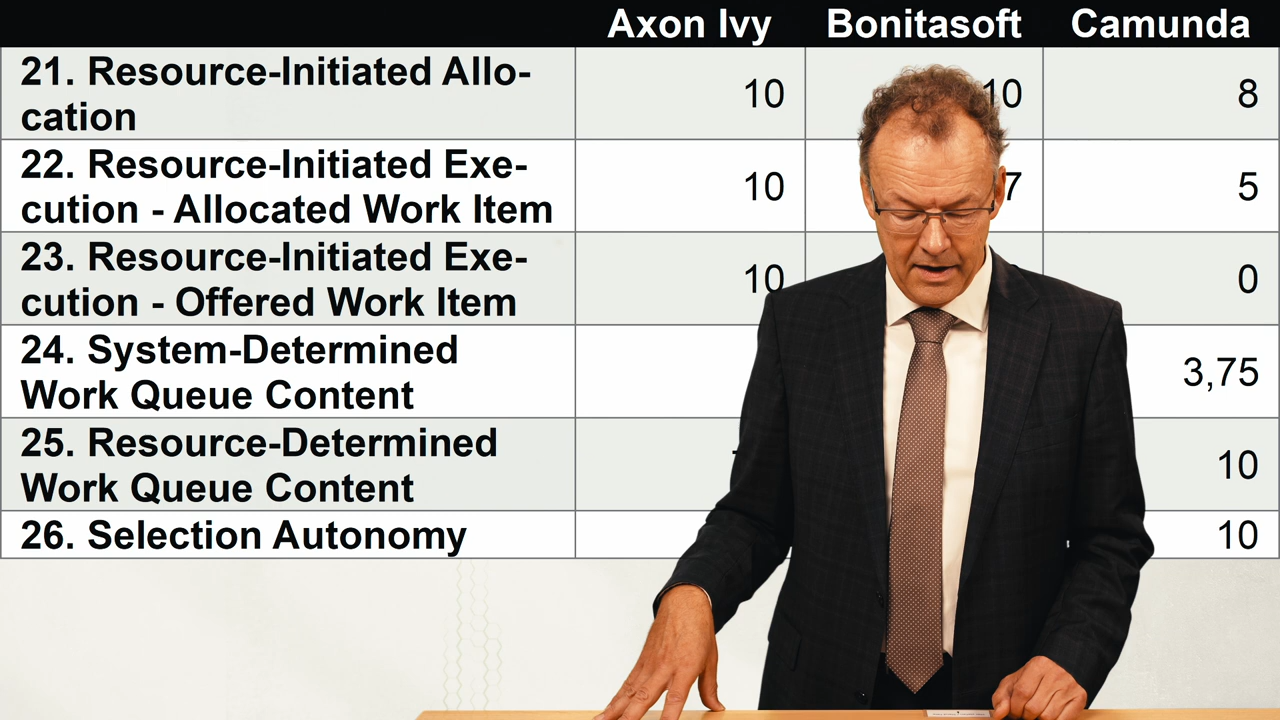 Axon Ivy Bonitasoft Camunda
21. Resource-Initiated Allo-
cation
10 10 8
22. Resource-Initiated Exe-
cution - Allocated Work Item
10 7 5
23. Resource-Initiated Exe-
cution - Offered Work Item
10 0
24. System-Determined
Work Queue Content
3,75
25. Resource-Determined
Work Queue Content
10
26. Selection Autonomy
10